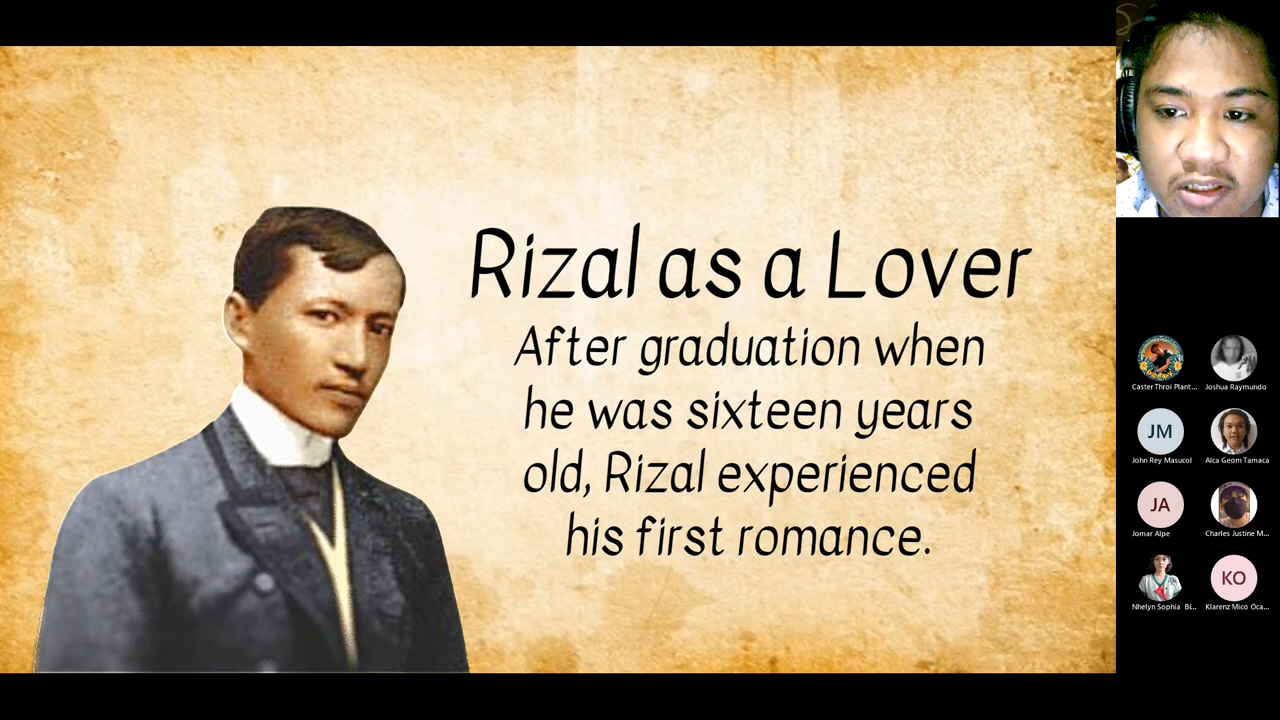 Rizal as a Lover
After graduation when
he was sixteen years
old, Rizal experienced
his first romance.
Caster Throi Plant...
Joshua Raymundo
JM
John Rey Masucol
Alca Geom Tamaca
JA
Jomar Alpe
Charles Justine M...
Nhelyn Sophia Bi...
KO
Klarenz Mico Oca...